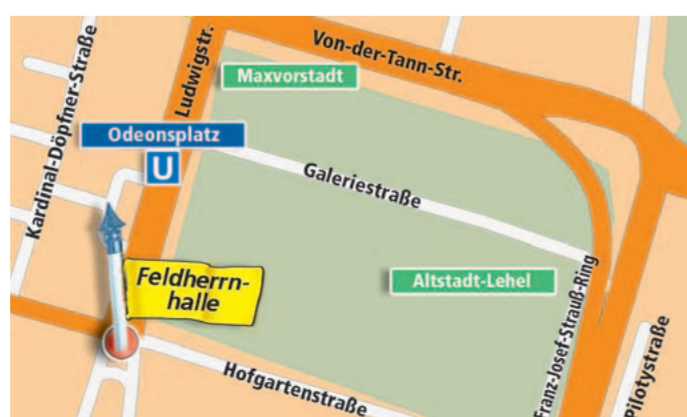 Von-der-Tann-Str.
Kardinal-Döpfner-Straße
Ludwigstr.
Maxvorstadt
Odeonsplatz
U
Galeriestraße
Feldherrn-
halle
Altstadt-Lehel
Franz-Josef-Strauß-Ring
Pilotystraße
Hofgartenstraße